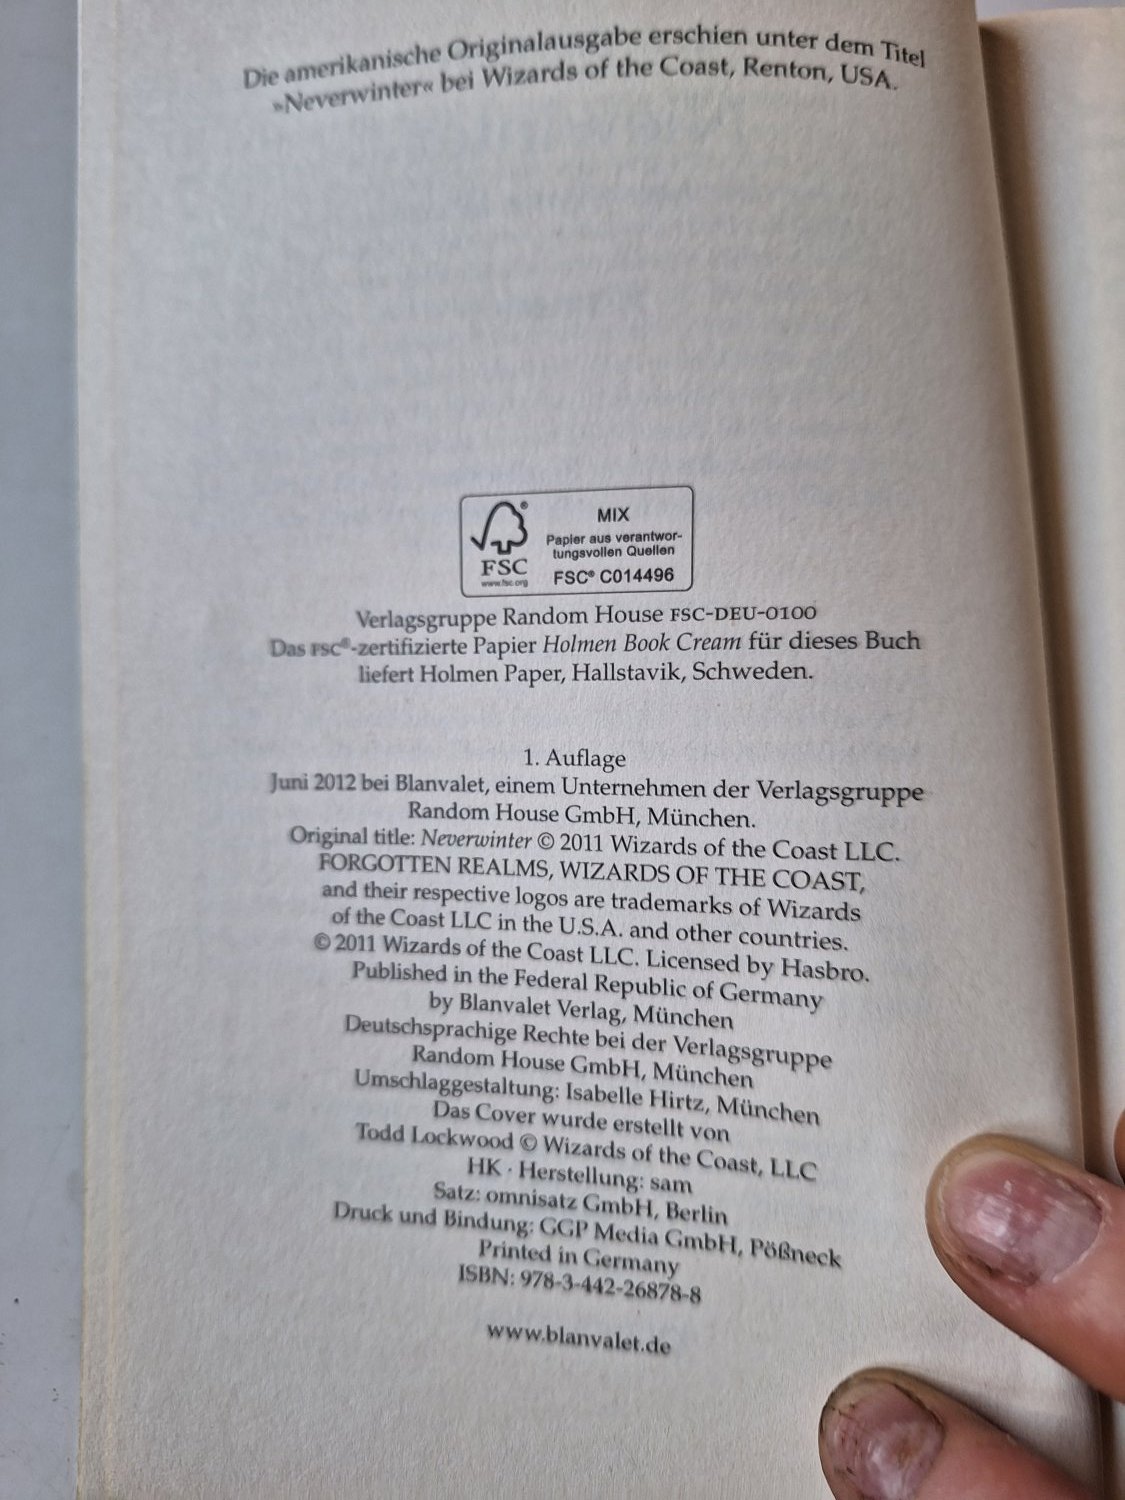 Die amerikanische Originalausgabe erschien unter dem Titel
»Neverwinter« bei Wizards of the Coast, Renton, USA.
MIX
Papier aus verantwor-
tungsvollen Quellen
FSC® C014496
FSC
www.fsc.org
Verlagsgruppe Random House FSC-DEU-0100
Das FSC®-zertifizierte Papier Holmen Book Cream für dieses Buch
liefert Holmen Paper, Hallstavik, Schweden.
1. Auflage
Juni 2012 bei Blanvalet, einem Unternehmen der Verlagsgruppe
Random House GmbH, München.
Original title: Neverwinter © 2011 Wizards of the Coast LLC.
FORGOTTEN REALMS, WIZARDS OF THE COAST,
and their respective logos are trademarks of Wizards
of the Coast LLC in the U.S.A. and other countries.
© 2011 Wizards of the Coast LLC. Licensed by Hasbro.
Published in the Federal Republic of Germany
by Blanvalet Verlag, München
Deutschsprachige Rechte bei der Verlagsgruppe
Random House GmbH, München
Umschlaggestaltung: Isabelle Hirtz, München
Das Cover wurde erstellt von
Todd Lockwood © Wizards of the Coast, LLC
HK · Herstellung: sam
Satz: omnisatz GmbH, Berlin
Druck und Bindung: GGP Media GmbH, Pößneck
Printed in Germany
ISBN: 978-3-442-26878-8
www.blanvalet.de